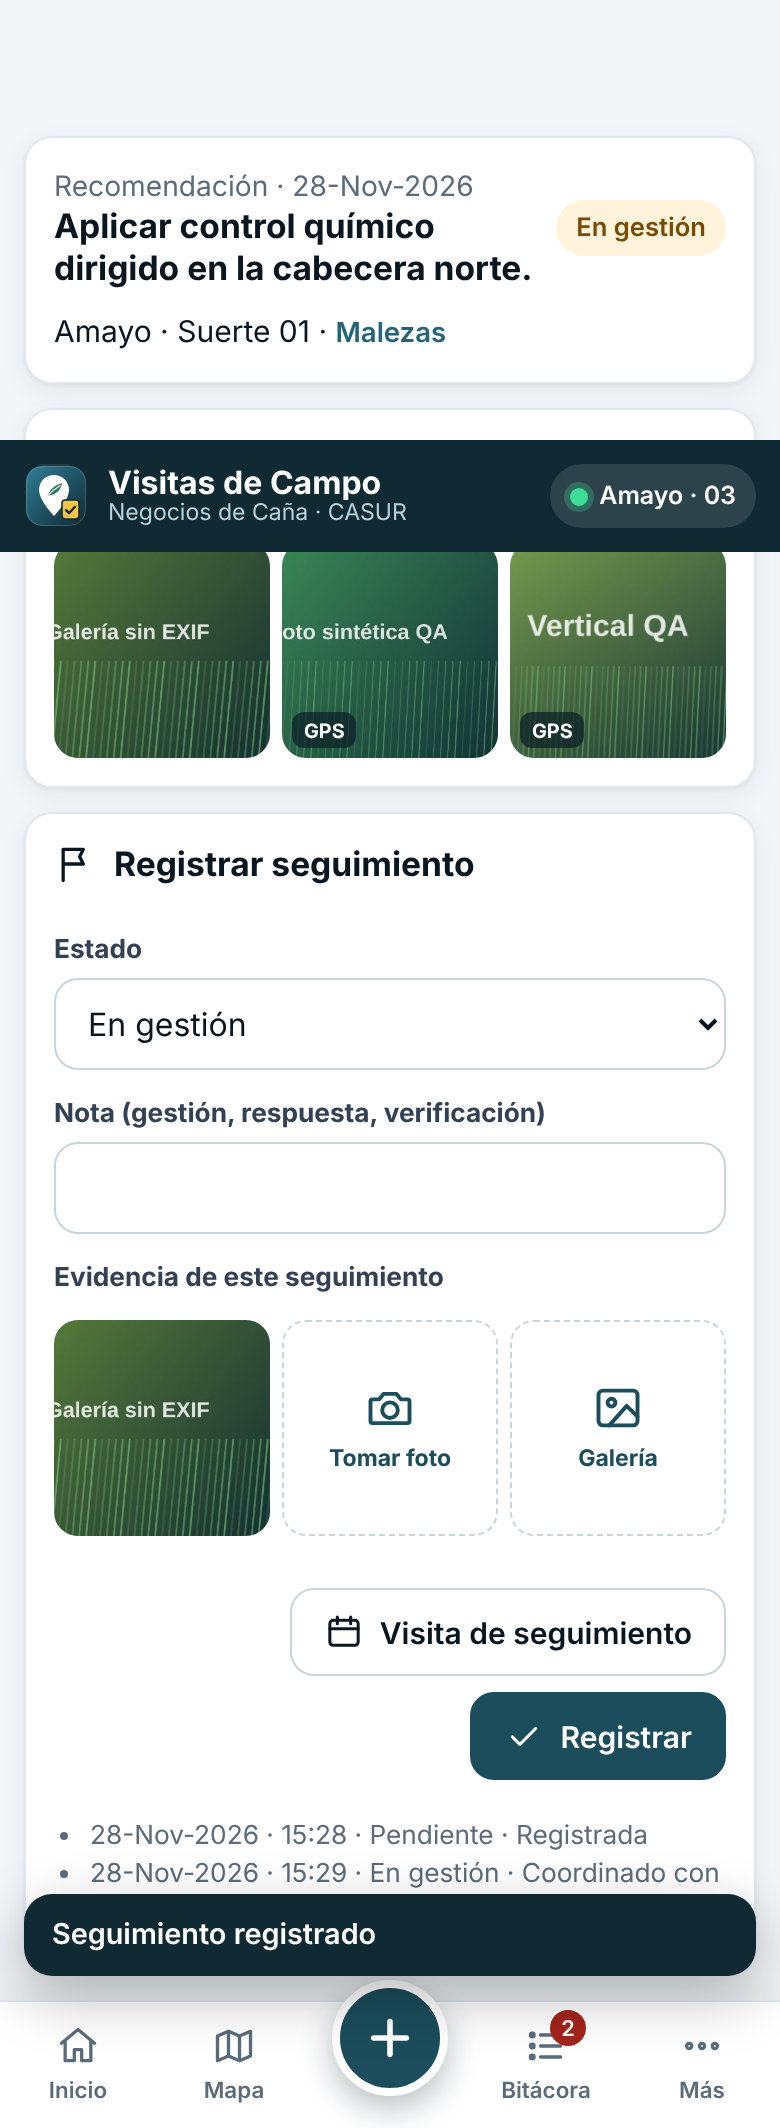 Recomendación · 28-Nov-2026
Aplicar control químico
dirigido en la cabecera norte.
En gestión
Amayo · Suerte 01 · Malezas
Visitas de Campo
Negocios de Caña · CASUR
Amayo · 03
Galería sin EXIF
oto sintética QA
GPS
Vertical QA
GPS
Registrar seguimiento
Estado
En gestión
Nota (gestión, respuesta, verificación)
Evidencia de este seguimiento
Galería sin EXIF
Tomar foto
Galería
Visita de seguimiento
Registrar
28-Nov-2026 · 15:28 · Pendiente · Registrada
28-Nov-2026 · 15:29 · En gestión · Coordinado con
Seguimiento registrado
Inicio
Mapa
2
Bitácora
Más